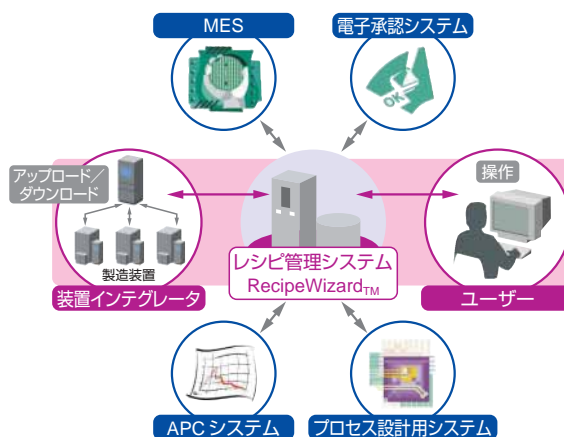 MES
電子承認システム
OK
アップロード／
ダウンロード
操作
製造装置
装置インテグレータ
レシピ管理システム
RecipeWizardTM
ユーザー
APC システム
プロセス設計用システム